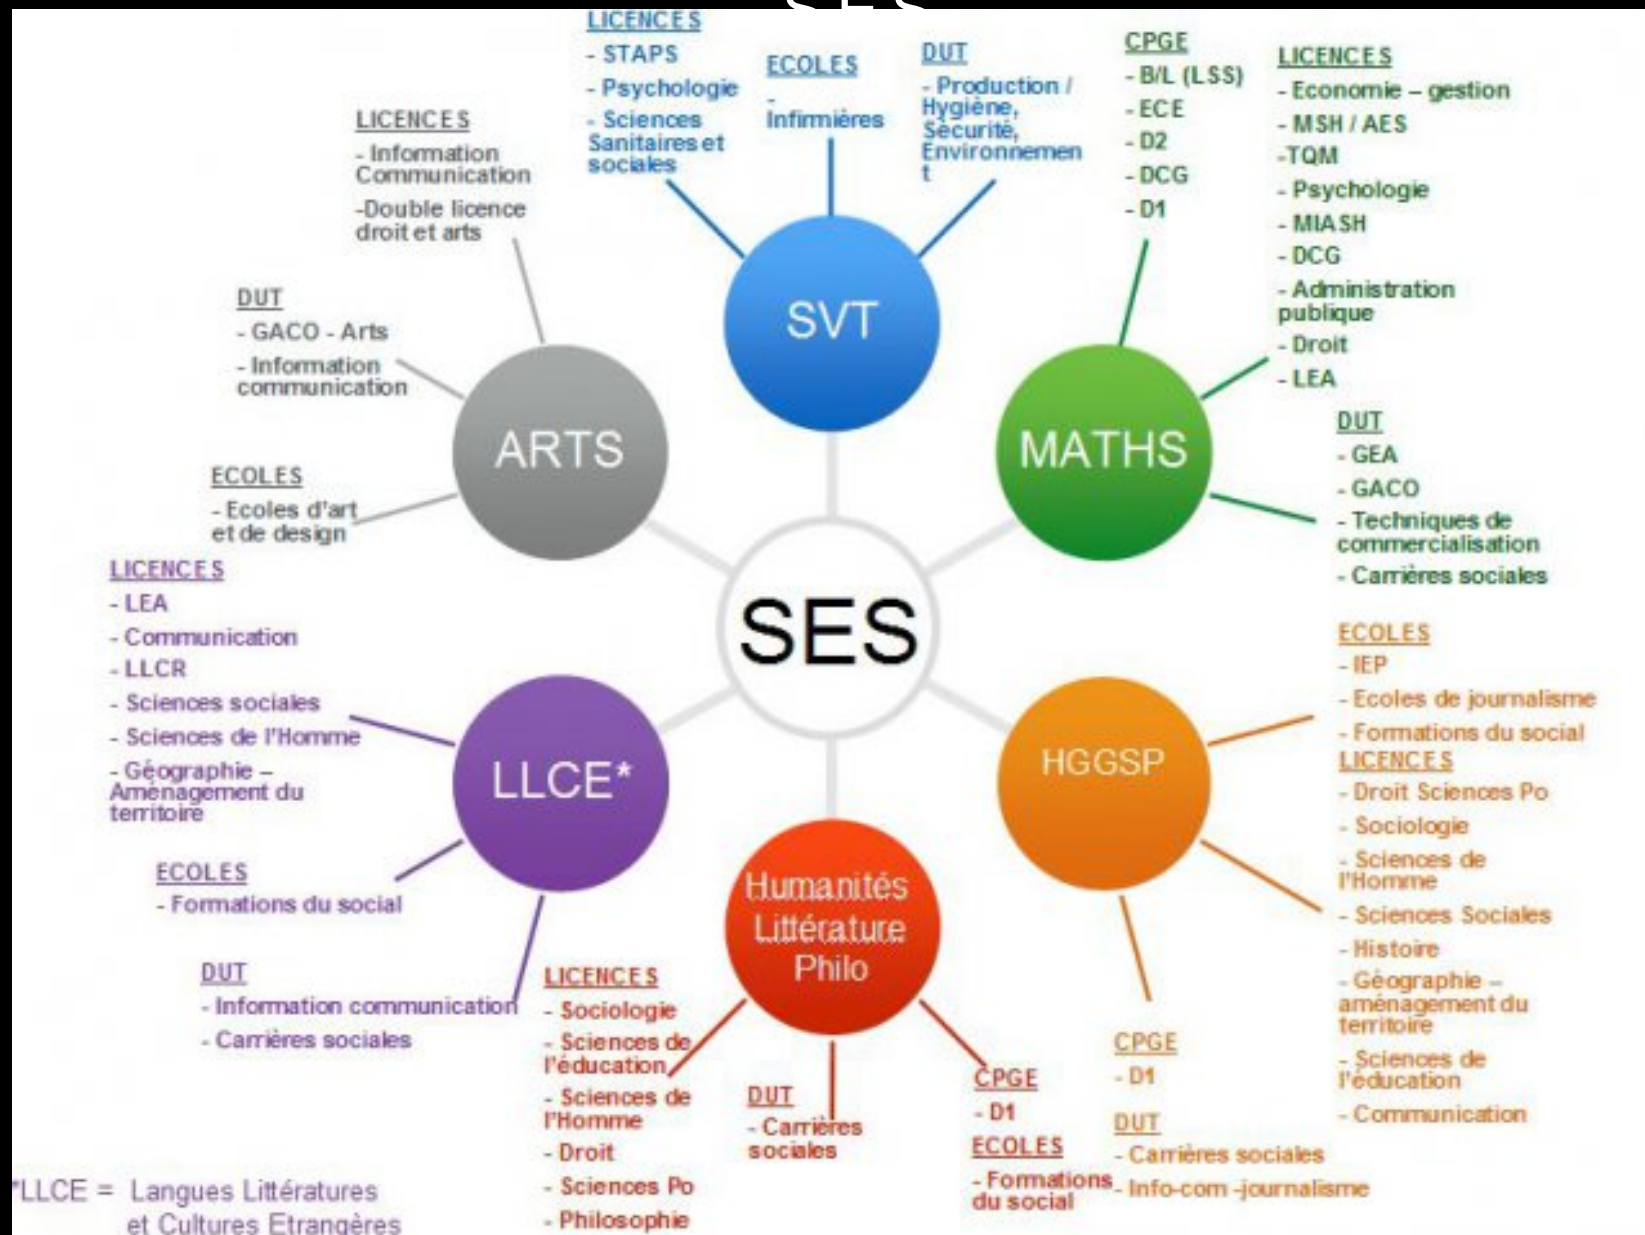 SES
LICENCES
- STAPS
- Psychologie
- Sciences
Sanitaires et
sociales
ECOLES
-
Infirmières
DUT
- Production /
Hygiène,
Sécurité,
Environnemen
t
SVT
CPGE
- B/L (LSS)
- ECE
- D2
- DCG
- D1
LICENCES
- Economie – gestion
- MSH / AES
-TQM
- Psychologie
- MIASH
- DCG
- Administration
publique
- Droit
- LEA
DUT
- GEA
- GACO
- Techniques de
commercialisation
- Carrières sociales
MATHS
LICENCES
- Information
Communication
-Double licence
droit et arts
DUT
- GACO - Arts
- Information
communication
ECOLES
- Ecoles d'art
et de design
ARTS
SES
LICENCES
- LEA
- Communication
- LLCR
- Sciences sociales
- Sciences de l'Homme
- Géographie –
Aménagement du
territoire
ECOLES
- Formations du social
DUT
- Information communication
- Carrières sociales
LLCE*
HGGSP
ECOLES
- IEP
- Ecoles de journalisme
- Formations du social
LICENCES
- Droit Sciences Po
- Sociologie
- Sciences de
l'Homme
- Sciences Sociales
- Histoire
- Géographie –
aménagement du
territoire
- Sciences de
l'éducation
- Communication
CPGE
- D1
DUT
- Carrières sociales
- Info-com -journalisme
Humanités
Littérature
Philo
LICENCES
- Sociologie
- Sciences de
l'éducation
- Sciences de
l'Homme
- Droit
- Sciences Po
- Philosophie
DUT
- Carrières
sociales
CPGE
- D1
ECOLES
- Formations
du social
*LLCE = Langues Littératures
et Cultures Etrangères